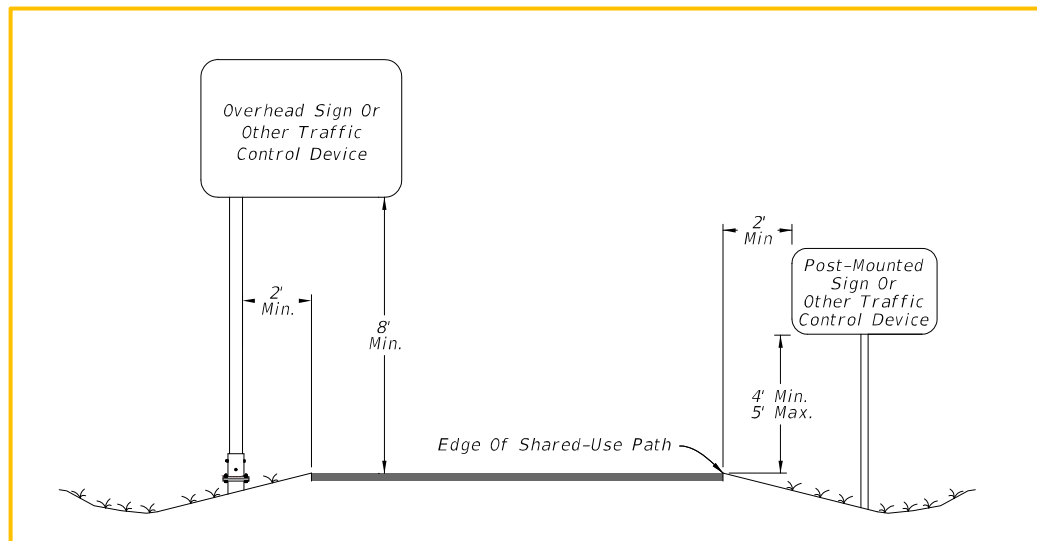 Overhead Sign Or
Other Traffic
Control Device
2'
Min.
8'
Min.
2'
Min
Post-Mounted
Sign Or
Other Traffic
Control Device
4' Min.
5' Max.
Edge Of Shared-Use Path